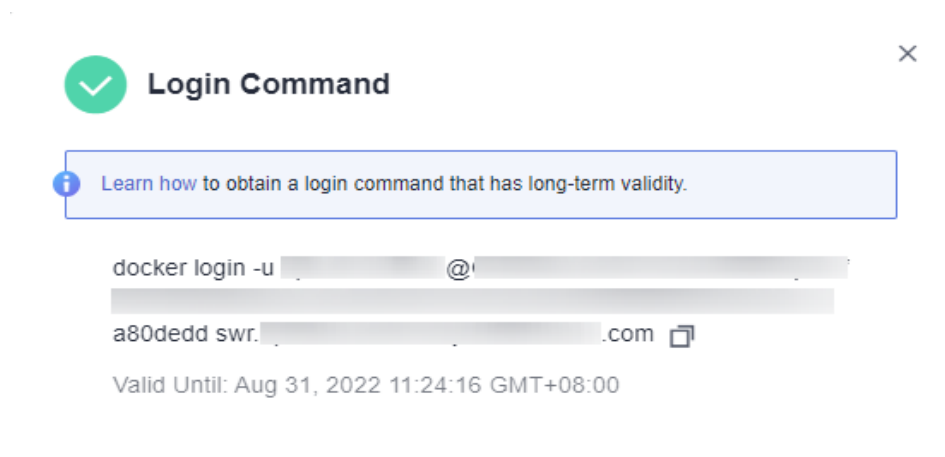 Login Command
Learn how to obtain a login command that has long-term validity.
docker login -u @
a80dedd swr. .com
Valid Until: Aug 31, 2022 11:24:16 GMT+08:00